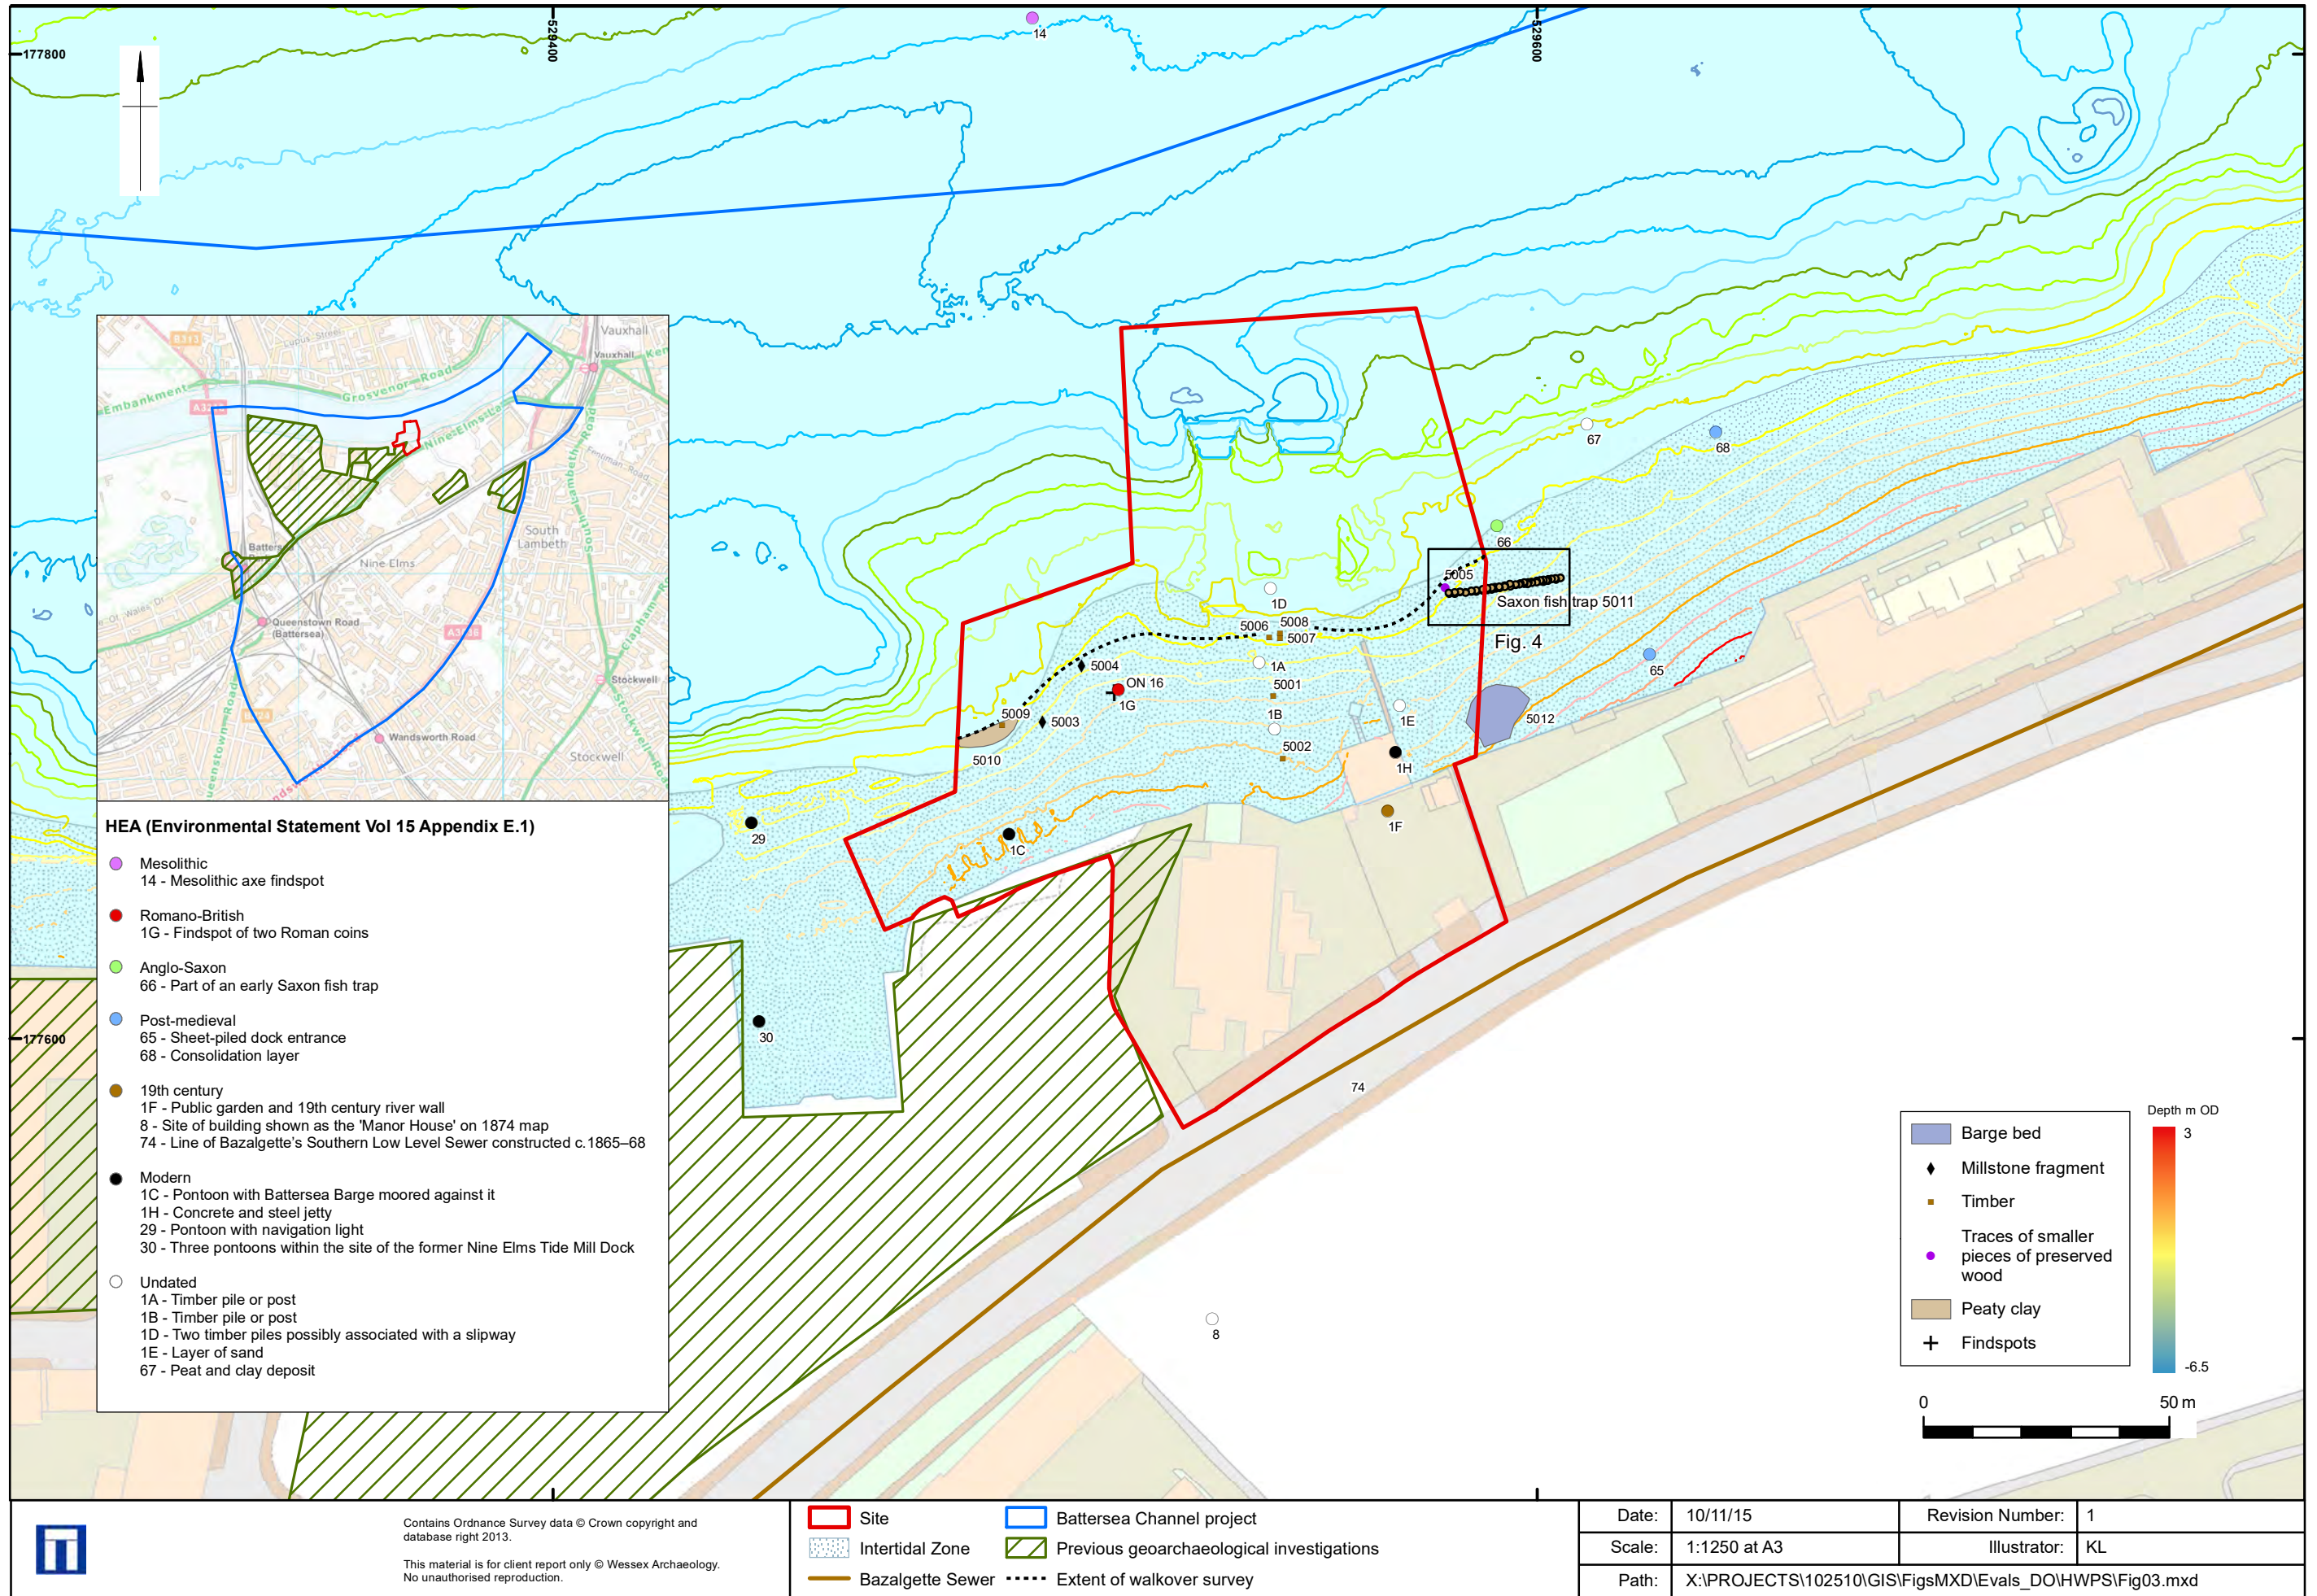 177800
529400
529600
14
67
68
66
5005
Saxon fish trap 5011
Fig. 4
1D
5006
5008
5007
1A
5004
ON 16
1G
5001
5009
5003
1B
1E
65
5010
5002
5012
1H
29
1C
1F
30
74
8
177600
B313
Lupus Street
Vauxhall
Vauxhall
Ken
Embankment
Grosvenor Road
Nine Elms
South Lambeth Road
Fentiman Road
South
Lambeth
Nine Elms
Queenstown Road
(Battersea)
Clapham
Stockwell
Stockwell
Wandsworth Road
HEA (Environmental Statement Vol 15 Appendix E.1)
Mesolithic
14 - Mesolithic axe findspot
Romano-British
1G - Findspot of two Roman coins
Anglo-Saxon
66 - Part of an early Saxon fish trap
Post-medieval
65 - Sheet-piled dock entrance
68 - Consolidation layer
19th century
1F - Public garden and 19th century river wall
8 - Site of building shown as the 'Manor House' on 1874 map
74 - Line of Bazalgette’s Southern Low Level Sewer constructed c.1865–68
Modern
1C - Pontoon with Battersea Barge moored against it
1H - Concrete and steel jetty
29 - Pontoon with navigation light
30 - Three pontoons within the site of the former Nine Elms Tide Mill Dock
Undated
1A - Timber pile or post
1B - Timber pile or post
1D - Two timber piles possibly associated with a slipway
1E - Layer of sand
67 - Peat and clay deposit
Barge bed
Millstone fragment
Timber
Traces of smaller
pieces of preserved
wood
Peaty clay
Findspots
Depth m OD
3
-6.5
0 50 m
Contains Ordnance Survey data © Crown copyright and
database right 2013.
This material is for client report only © Wessex Archaeology.
No unauthorised reproduction.
Site
Battersea Channel project
Intertidal Zone
Previous geoarchaeological investigations
Bazalgette Sewer
Extent of walkover survey
Date: 10/11/15 Revision Number: 1
Scale: 1:1250 at A3 Illustrator: KL
Path: X:\PROJECTS\102510\GIS\FigsMXD\Evals_DO\HWPS\Fig03.mxd